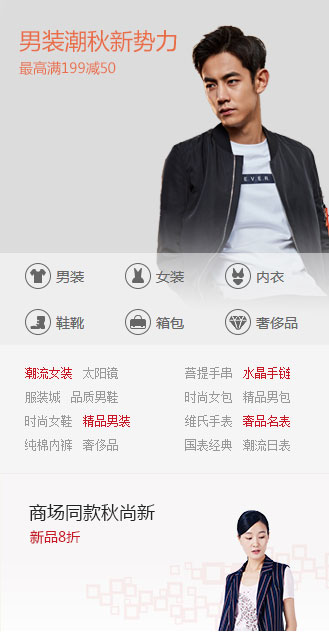 男装潮秋新势力
最高满199减50
EVER.
男装 女装 内衣
鞋靴 箱包 奢侈品
潮流女装 太阳镜 菩提手串 水晶手链
服装城 品质男鞋 时尚女包 精品男包
时尚女鞋 精品男装 维氏手表 奢品名表
纯棉内裤 奢侈品 国表经典 潮流日表
商场同款秋尚新
新品8折